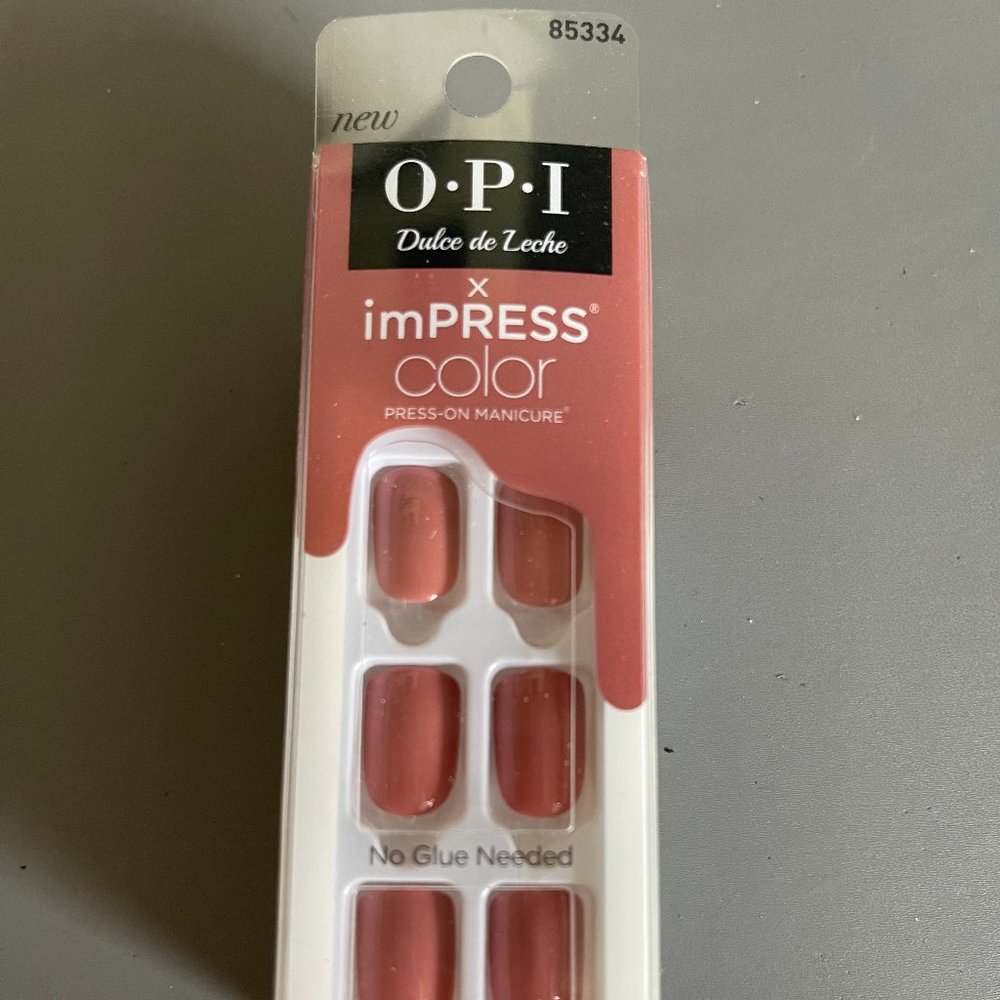 85334
new
O·P·I
Dulce de Leche
x
imPRESS®
color
PRESS-ON MANICURE®
No Glue Needed